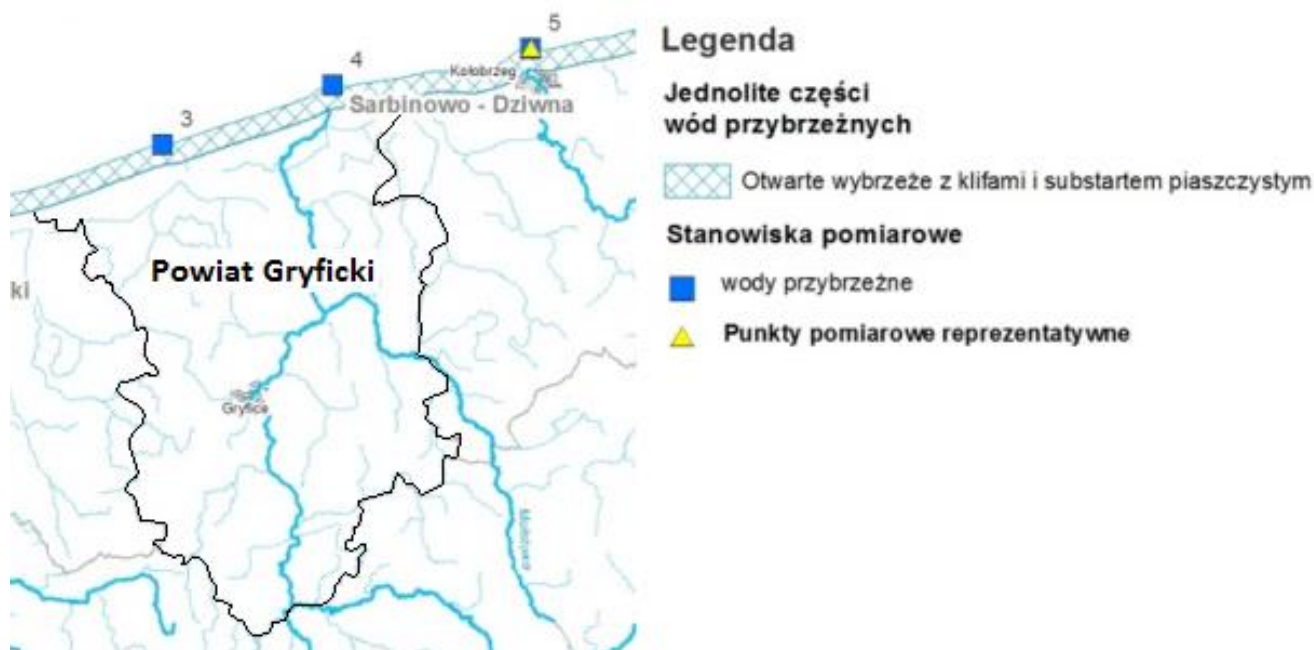 5
4
Kołobrzeg
Sarbinowo - Dziwna
3
Powiat Gryficki
ki
Gryfice
Mołstowa
Legenda
Jednolite części
wód przybrzeżnych
Otwarte wybrzeże z klifami i substartem piaszczystym
Stanowiska pomiarowe
wody przybrzeżne
Punkty pomiarowe reprezentatywne